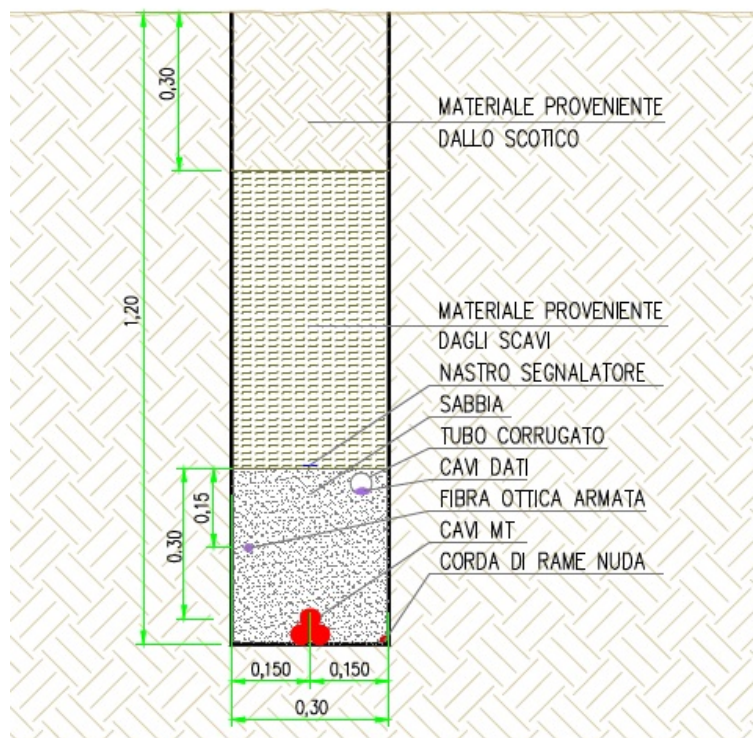 0,30
MATERIALE PROVENIENTE
DALLO SCOTICO
1,20
MATERIALE PROVENIENTE
DAGLI SCAVI
NASTRO SEGNALATORE
SABBIA
TUBO CORRUGATO
CAVI DATI
0,15
FIBRA OTTICA ARMATA
0,30
CAVI MT
CORDA DI RAME NUDA
0,150
0,150
0,30